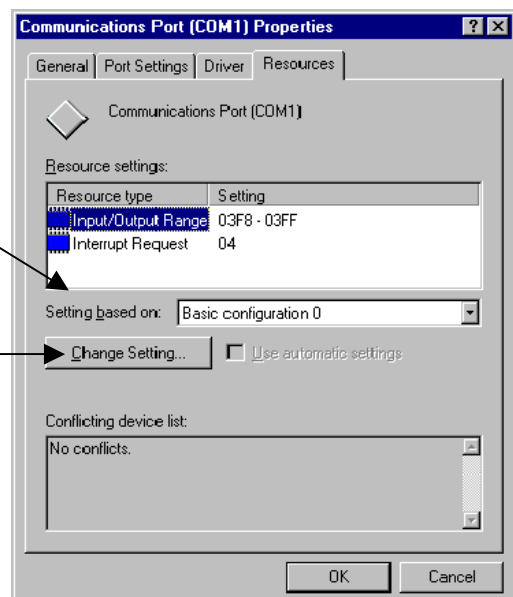 Communications Port (COM1) Properties
General Port Settings Driver Resources
Communications Port (COM1)
Resource settings:
Resource type Setting
Input/Output Range 03F8 - 03FF
Interrupt Request 04
Setting based on: Basic configuration 0
Change Setting... Use automatic settings
Conflicting device list:
No conflicts.
OK Cancel